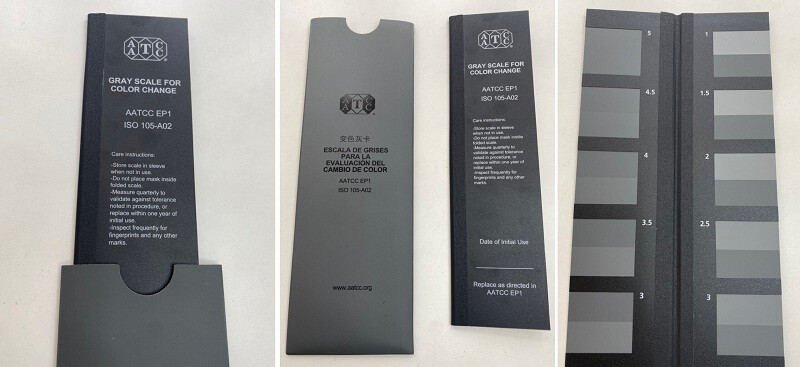 AATCC
GRAY SCALE FOR
COLOR CHANGE
AATCC EP1
ISO 105-A02
Care instructions:
-Store scale in sleeve
when not in use.
-Do not place mask inside
folded scale.
-Measure quarterly to
validate against tolerance
noted in procedure, or
replace within one year of
initial use.
-Inspect frequently for
fingerprints and any other
marks.
AATCC
变色灰卡
ESCALA DE GRISES
PARA LA
EVALUACIÓN DEL
CAMBIO DE COLOR
AATCC EP1
ISO 105-A02
www.aatcc.org
AATCC
GRAY SCALE FOR
COLOR CHANGE
AATCC EP1
ISO 105-A02
Care instructions:
-Store scale in sleeve
when not in use.
-Do not place mask inside
folded scale.
-Measure quarterly to
validate against tolerance
noted in procedure, or
replace within one year of
initial use.
-Inspect frequently for
fingerprints and any other
marks.
Date of Initial Use
Replace as directed in
AATCC EP1
5
4.5
4
3.5
3
1
1.5
2
2.5
3